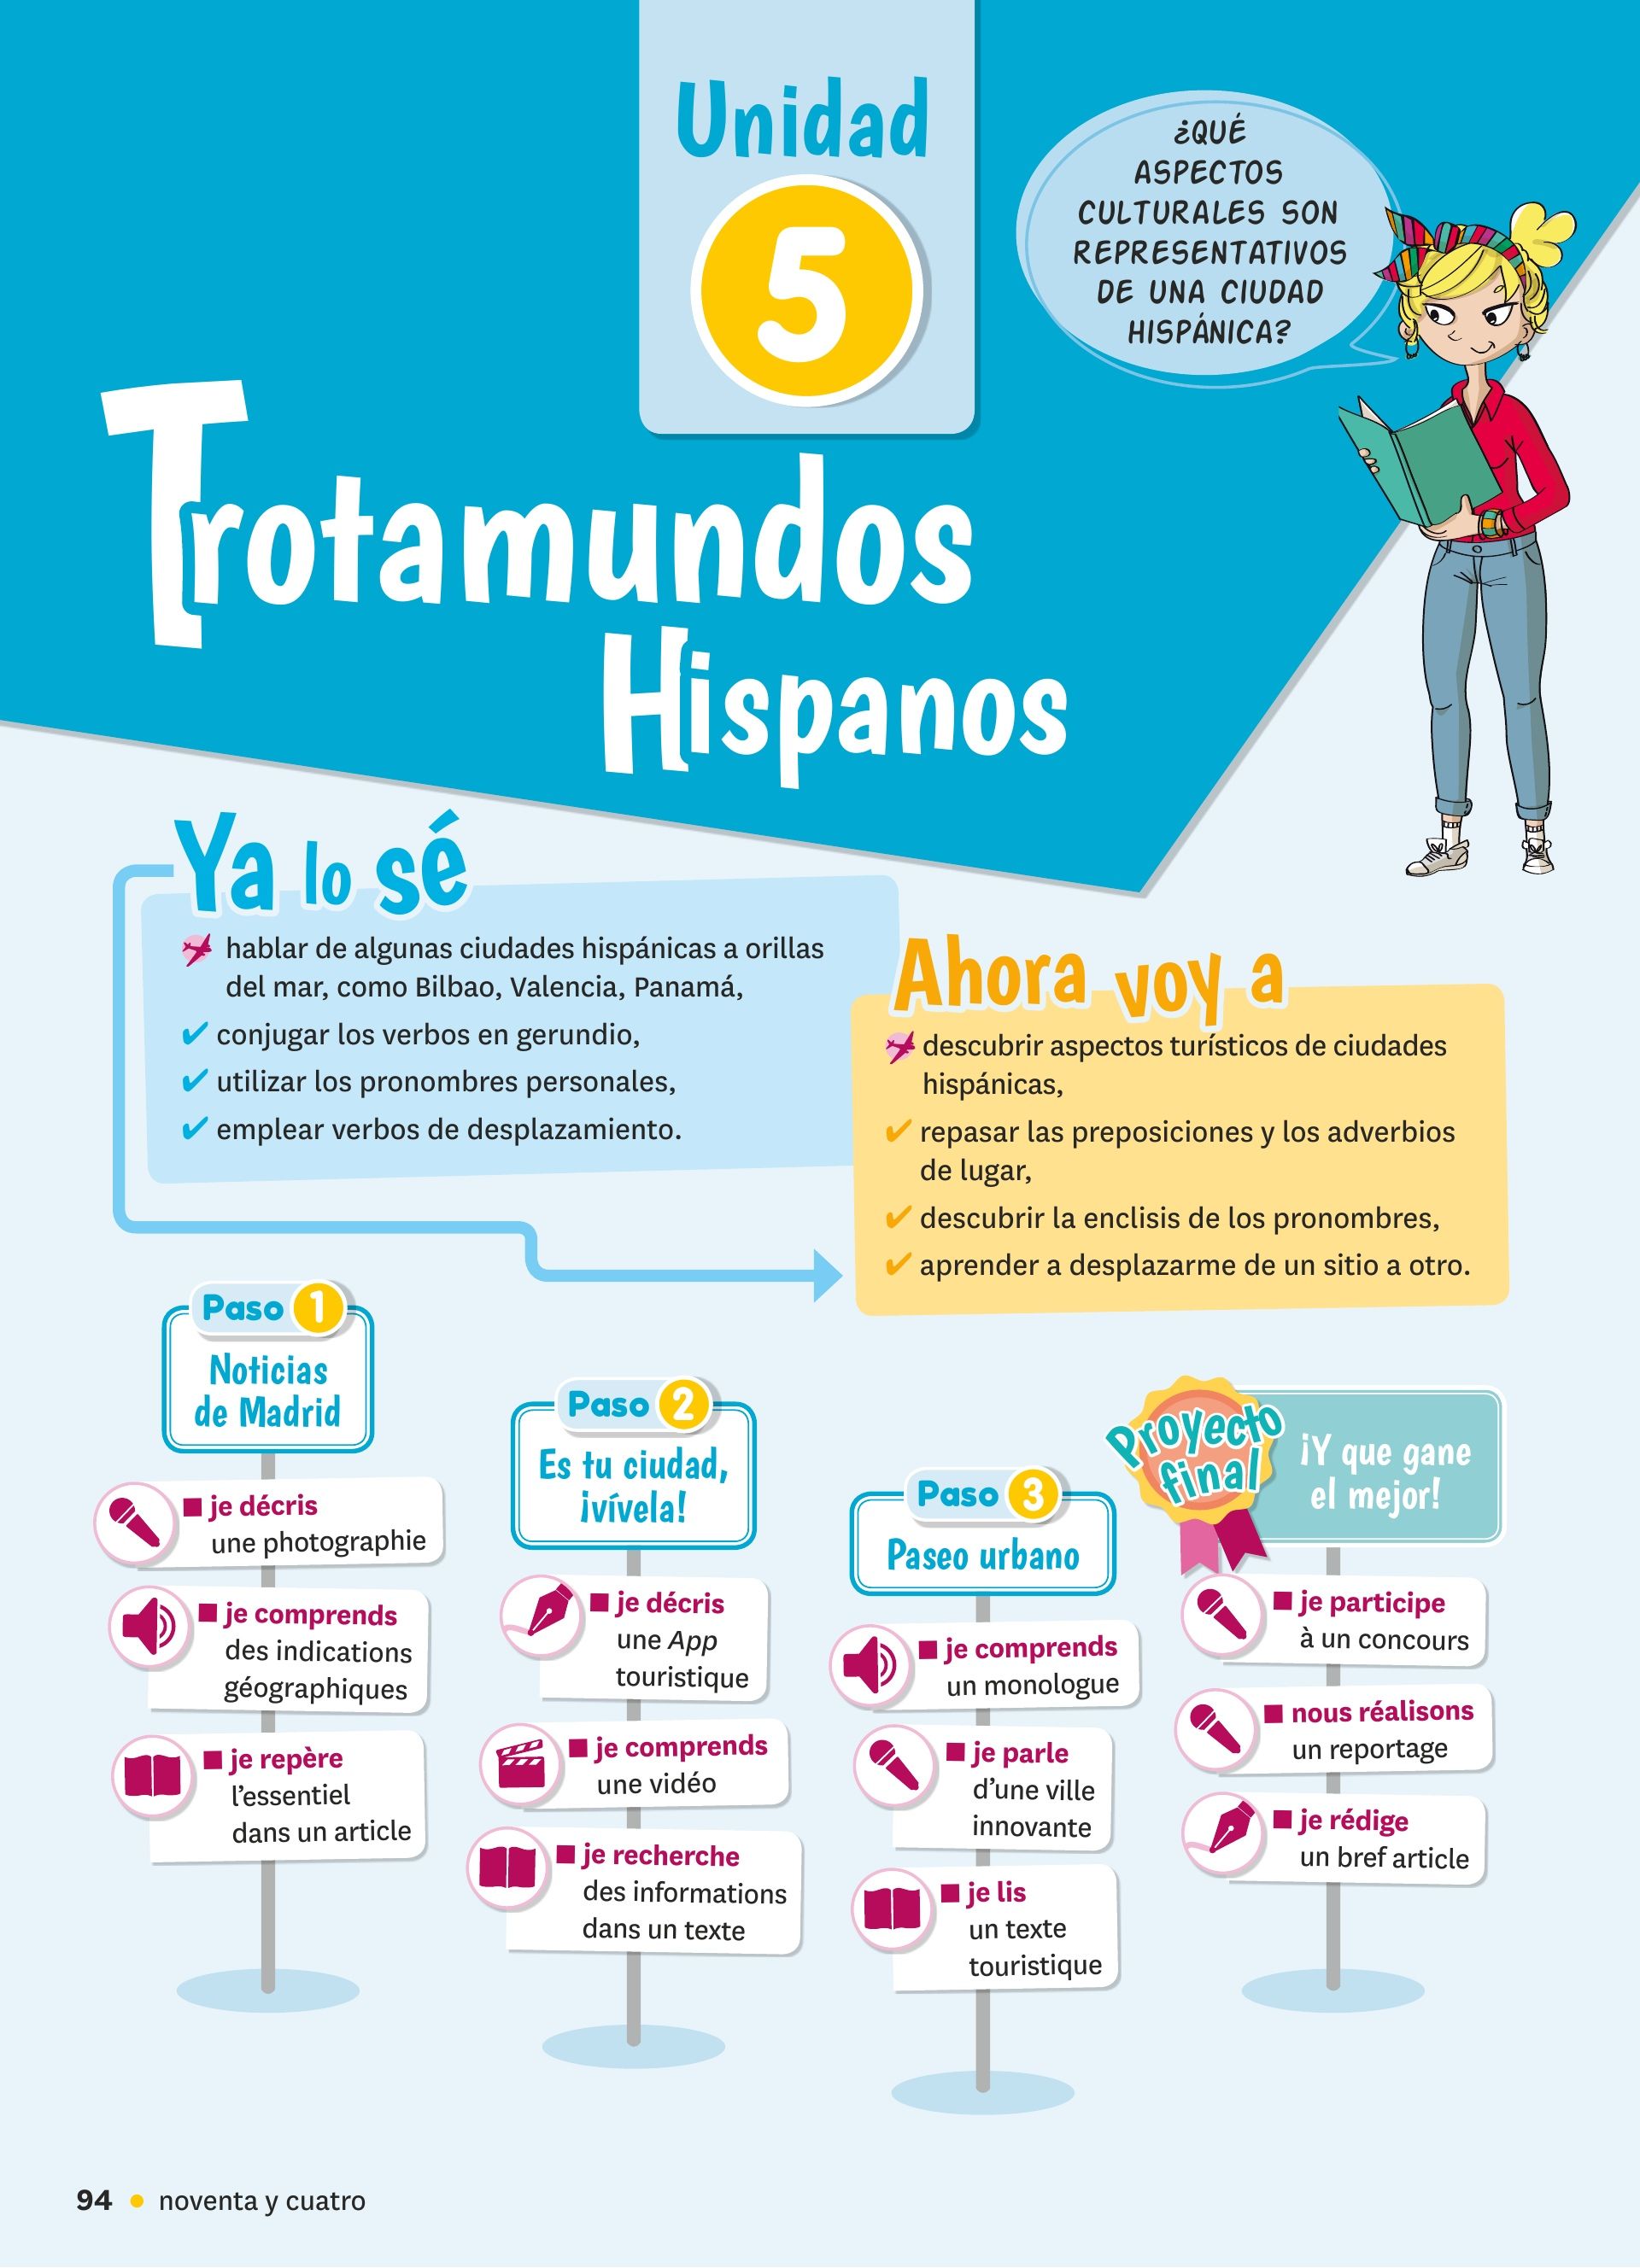 Unidad
5
¿QUÉ
ASPECTOS
CULTURALES SON
REPRESENTATIVOS
DE UNA CIUDAD
HISPÁNICA?
Trotamundos
Hispanos
Ya lo sé
hablar de algunas ciudades hispánicas a orillas
del mar, como Bilbao, Valencia, Panamá,
✔ conjugar los verbos en gerundio,
✔ utilizar los pronombres personales,
✔ emplear verbos de desplazamiento.
Ahora voy a
descubrir aspectos turísticos de ciudades
hispánicas,
✔ repasar las preposiciones y los adverbios
de lugar,
✔ descubrir la enclisis de los pronombres,
✔ aprender a desplazarme de un sitio a otro.
Paso 1
Noticias
de Madrid
■ je décris
une photographie
■ je comprends
des indications
géographiques
■ je repère
l'essentiel
dans un article
Paso 2
Es tu ciudad,
¡vívela!
■ je décris
une App
touristique
■ je comprends
une vidéo
■ je recherche
des informations
dans un texte
Paso 3
Paseo urbano
■ je comprends
un monologue
■ je parle
d'une ville
innovante
■ je lis
un texte
touristique
Proyecto
final
¡Y que gane
el mejor!
■ je participe
à un concours
■ nous réalisons
un reportage
■ je rédige
un bref article
94 • noventa y cuatro